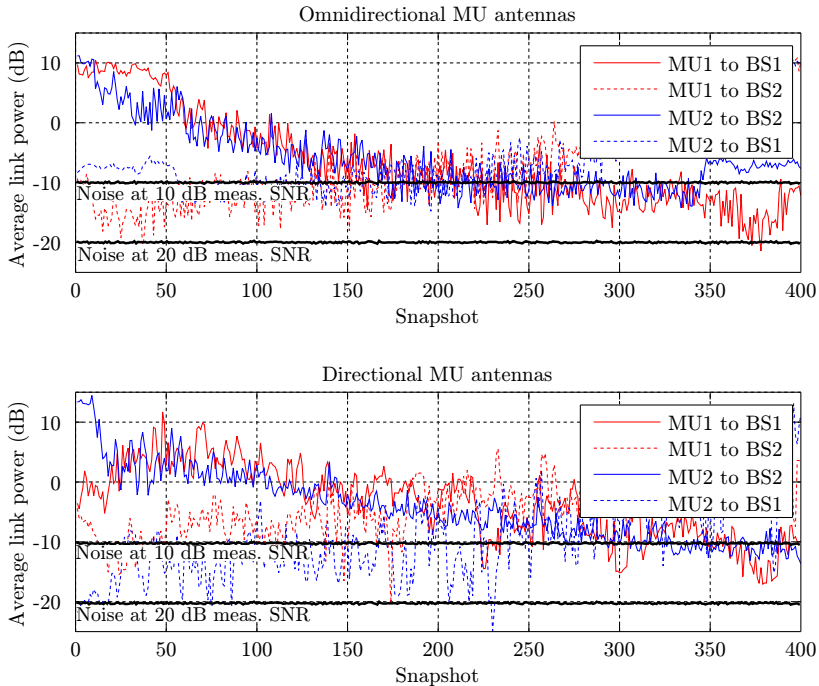 Omnidirectional MU antennas
Average link power (dB)
10
0
-10
-20
MU1 to BS1
MU1 to BS2
MU2 to BS2
MU2 to BS1
Noise at 10 dB meas. SNR
Noise at 20 dB meas. SNR
0 50 100 150 200 250 300 350 400
Snapshot
Directional MU antennas
Average link power (dB)
10
0
-10
-20
MU1 to BS1
MU1 to BS2
MU2 to BS2
MU2 to BS1
Noise at 10 dB meas. SNR
Noise at 20 dB meas. SNR
0 50 100 150 200 250 300 350 400
Snapshot